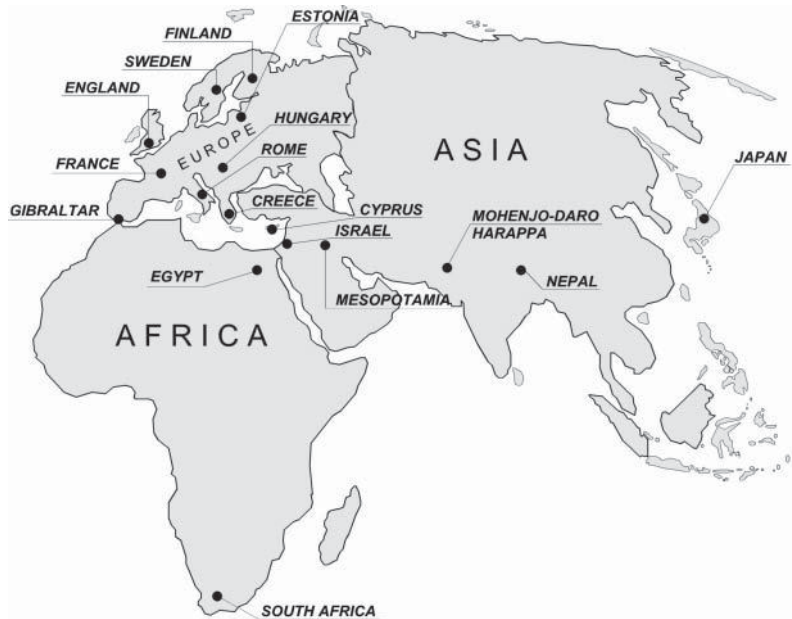 ESTONIA
FINLAND
SWEDEN
ENGLAND
HUNGARY
EUROPE
ROME
ASIA
FRANCE
JAPAN
CREECE
GIBRALTAR
CYPRUS
MOHENJO-DARO
HARAPPA
ISRAEL
EGYPT
NEPAL
MESOPOTAMIA
AFRICA
SOUTH AFRICA